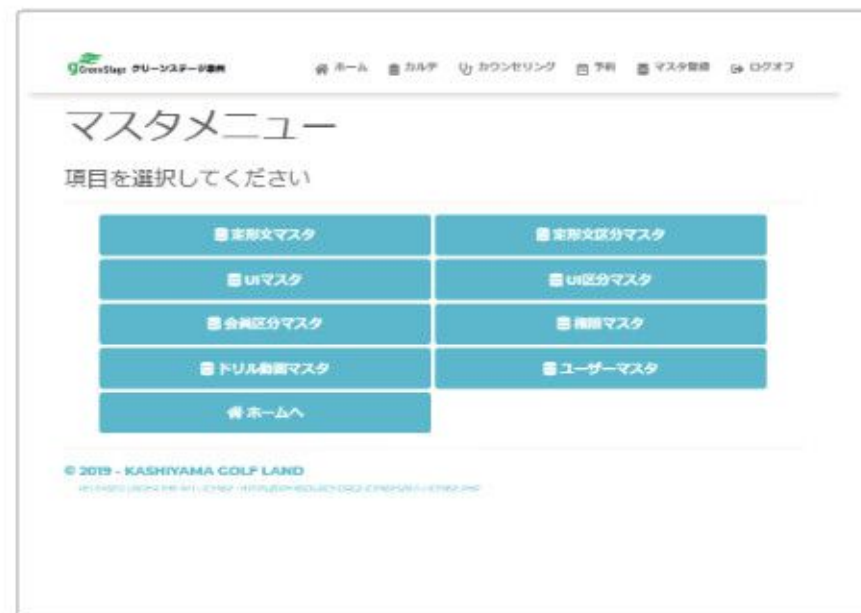 GreenStage グリーンステージ
ホーム カルテ カウンセリング 予約 マスタ登録 ログオフ
マスタメニュー
項目を選択してください
定形文マスタ 定形文区分マスタ
UIマスタ UI区分マスタ
会員区分マスタ 権限マスタ
ドリル動画マスタ ユーザーマスタ
ホームへ
© 2019 - KASHIYAMA GOLF LAND